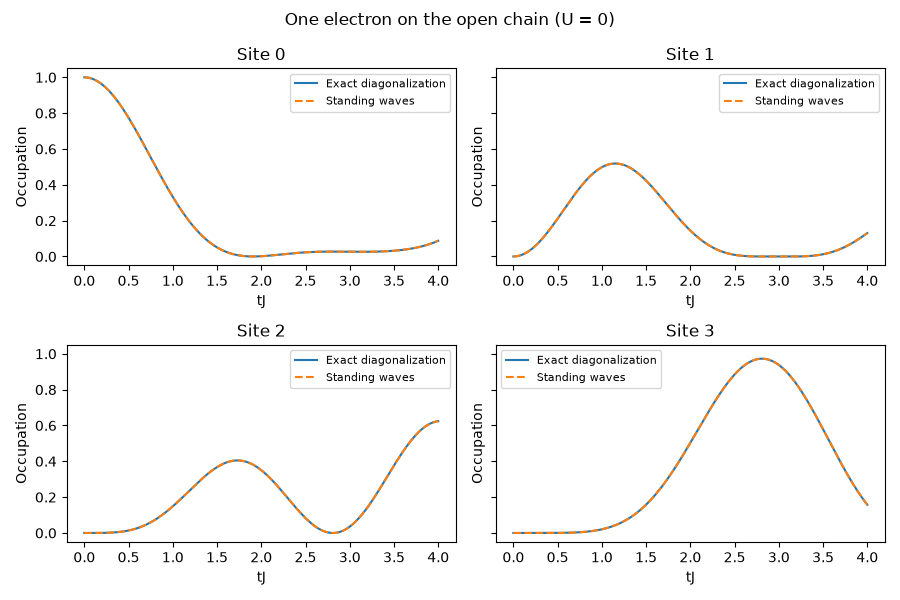 One electron on the open chain (U = 0)
Site 0
Occupation
1.0
0.8
0.6
0.4
0.2
0.0
Exact diagonalization
Standing waves
0.0 0.5 1.0 1.5 2.0 2.5 3.0 3.5 4.0
tJ
Site 1
Occupation
Exact diagonalization
Standing waves
0.0 0.5 1.0 1.5 2.0 2.5 3.0 3.5 4.0
tJ
Site 2
Occupation
1.0
0.8
0.6
0.4
0.2
0.0
Exact diagonalization
Standing waves
0.0 0.5 1.0 1.5 2.0 2.5 3.0 3.5 4.0
tJ
Site 3
Occupation
Exact diagonalization
Standing waves
0.0 0.5 1.0 1.5 2.0 2.5 3.0 3.5 4.0
tJ